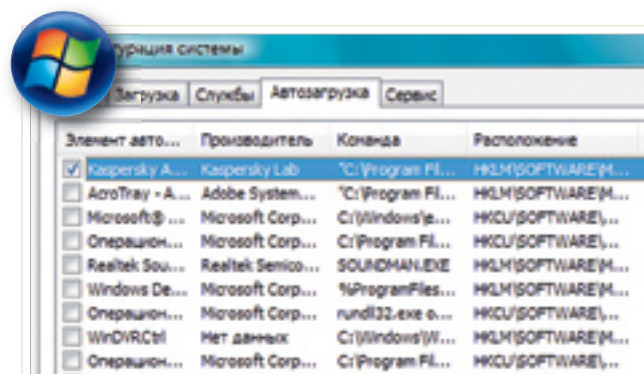 урация системы
Загрузка Службы Автозагрузка Сервис
Элемент авто... Производитель Команда Расположение
Kaspersky A... Kaspersky Lab "C:\Program Fil... HKLM\SOFTWARE\M...
AcroTray - A... Adobe System... "C:\Program Fil... HKLM\SOFTWARE\M...
Microsoft® ... Microsoft Corp... C:\Windows\e... HKCU\SOFTWARE\...
Операцион... Microsoft Corp... C:\Program Fil... HKCU\SOFTWARE\...
Realtek Sou... Realtek Semico... SOUNDMAN.EXE HKLM\SOFTWARE\M...
Windows De... Microsoft Corp... %ProgramFiles... HKLM\SOFTWARE\M...
Операцион... Microsoft Corp... rundll32.exe o... HKCU\SOFTWARE\...
WinDVRCtrl Нет данных C:\Windows\W... HKLM\SOFTWARE\M...
Операцион... Microsoft Corp... C:\Program Fil... HKCU\SOFTWARE\...